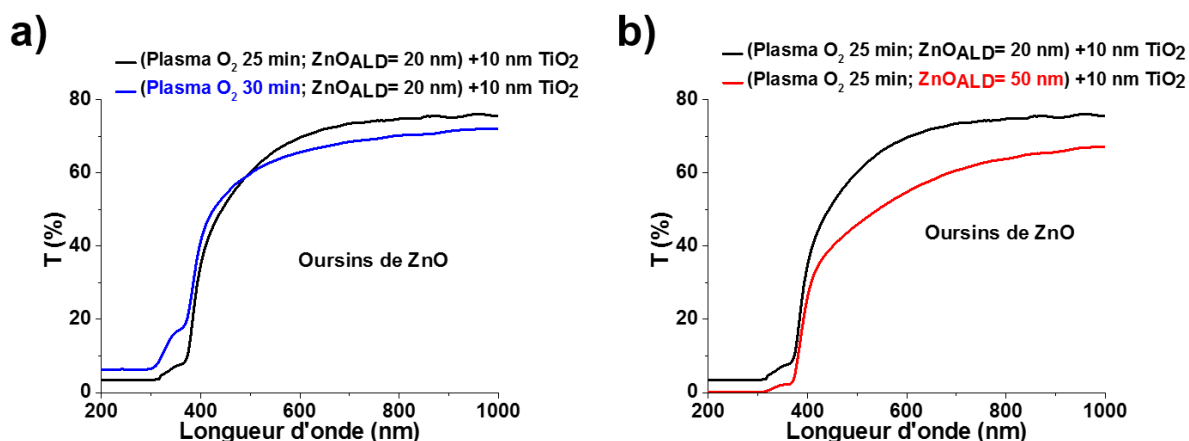 a)
(Plasma O₂ 25 min; ZnOALD= 20 nm) +10 nm TiO₂
(Plasma O₂ 30 min; ZnOALD= 20 nm) +10 nm TiO₂
80
60
40
20
0
T (%)
Oursins de ZnO
200 400 600 800 1000
Longueur d'onde (nm)
b)
(Plasma O₂ 25 min; ZnOALD= 20 nm) +10 nm TiO₂
(Plasma O₂ 25 min; ZnOALD= 50 nm) +10 nm TiO₂
80
60
40
20
0
T (%)
Oursins de ZnO
200 400 600 800 1000
Longueur d'onde (nm)